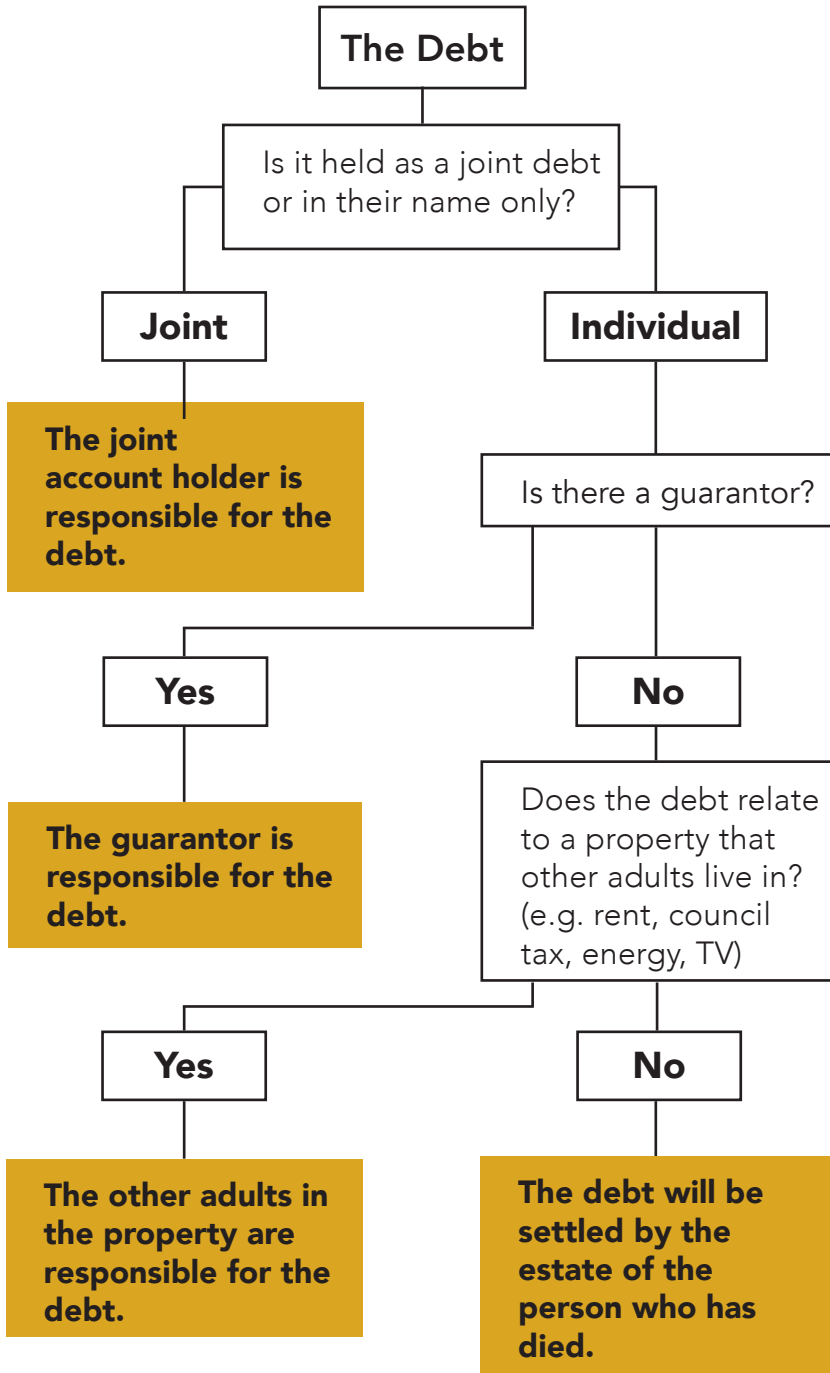 The Debt
Is it held as a joint debt
or in their name only?
Joint
Individual
The joint
account holder is
responsible for the
debt.
Is there a guarantor?
Yes
No
The guarantor is
responsible for the
debt.
Does the debt relate
to a property that
other adults live in?
(e.g. rent, council
tax, energy, TV)
Yes
No
The other adults in
the property are
responsible for the
debt.
The debt will be
settled by the
estate of the
person who has
died.